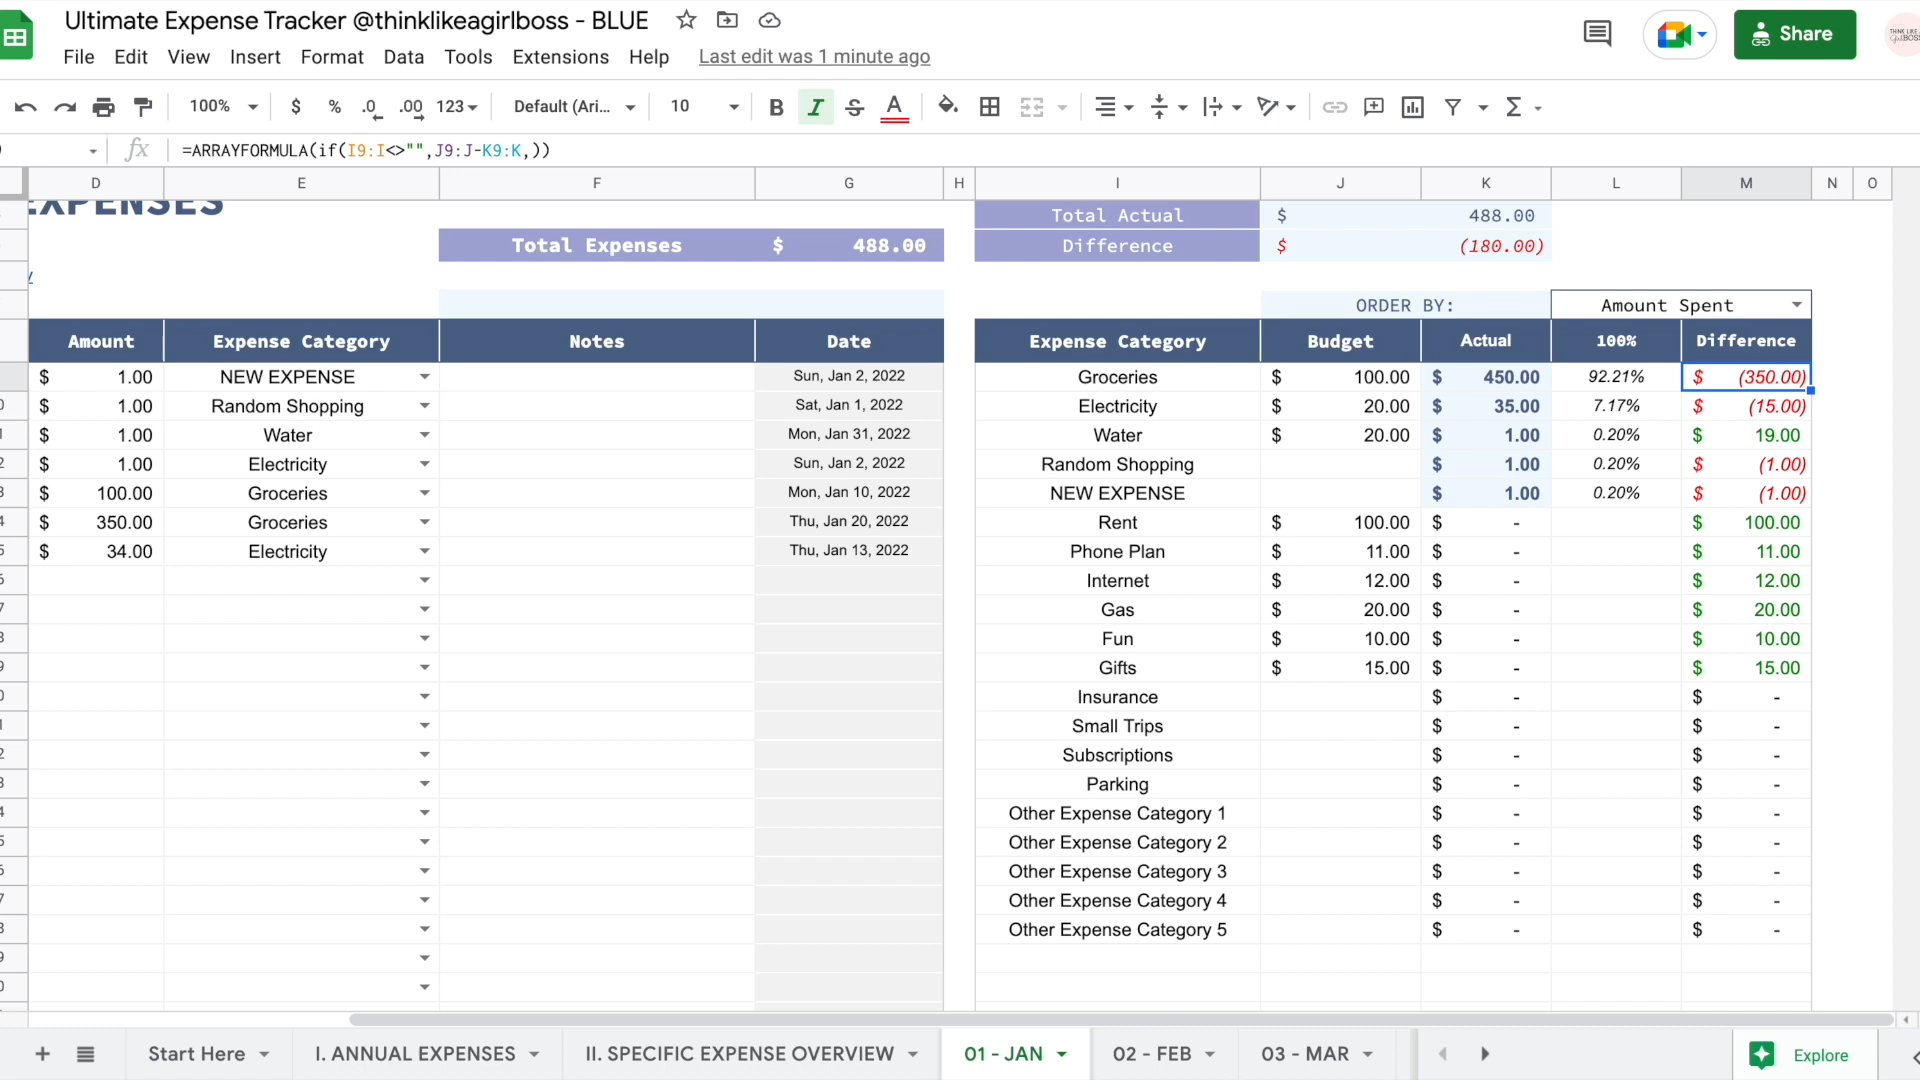 Ultimate Expense Tracker @thinklikeagirlboss - BLUE
File Edit View Insert Format Data Tools Extensions Help Last edit was 1 minute ago
Share
100% $ % .0 .00 123 Default (Ari... 10 B I S A Σ
fx =ARRAYFORMULA(if(I9:I<>"",J9:J-K9:K,))
D E F G H I J K L M N O
EXPENSES
Total Actual $ 488.00
Total Expenses $ 488.00 Difference $ (180.00)
ORDER BY: Amount Spent
Amount Expense Category Notes Date Expense Category Budget Actual 100% Difference
$ 1.00 NEW EXPENSE Sun, Jan 2, 2022 Groceries $ 100.00 $ 450.00 92.21% $ (350.00)
$ 1.00 Random Shopping Sat, Jan 1, 2022 Electricity $ 20.00 $ 35.00 7.17% $ (15.00)
$ 1.00 Water Mon, Jan 31, 2022 Water $ 20.00 $ 1.00 0.20% $ 19.00
$ 1.00 Electricity Sun, Jan 2, 2022 Random Shopping $ 1.00 0.20% $ (1.00)
$ 100.00 Groceries Mon, Jan 10, 2022 NEW EXPENSE $ 1.00 0.20% $ (1.00)
$ 350.00 Groceries Thu, Jan 20, 2022 Rent $ 100.00 $ - $ 100.00
$ 34.00 Electricity Thu, Jan 13, 2022 Phone Plan $ 11.00 $ - $ 11.00
Internet $ 12.00 $ - $ 12.00
Gas $ 20.00 $ - $ 20.00
Fun $ 10.00 $ - $ 10.00
Gifts $ 15.00 $ - $ 15.00
Insurance $ - $ -
Small Trips $ - $ -
Subscriptions $ - $ -
Parking $ - $ -
Other Expense Category 1 $ - $ -
Other Expense Category 2 $ - $ -
Other Expense Category 3 $ - $ -
Other Expense Category 4 $ - $ -
Other Expense Category 5 $ - $ -
+ Start Here I. ANNUAL EXPENSES II. SPECIFIC EXPENSE OVERVIEW 01 - JAN 02 - FEB 03 - MAR Explore